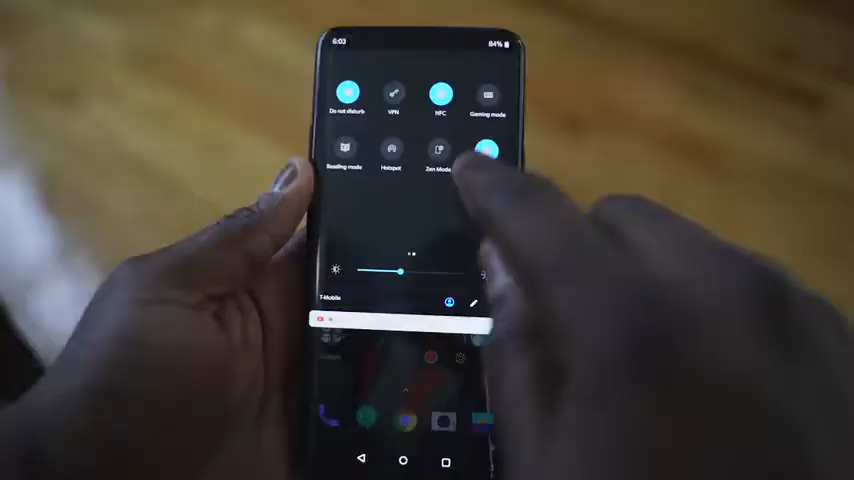 6:03 84%
Do not disturb VPN NFC Gaming mode
Reading mode Hotspot Zen Mode
T-Mobile